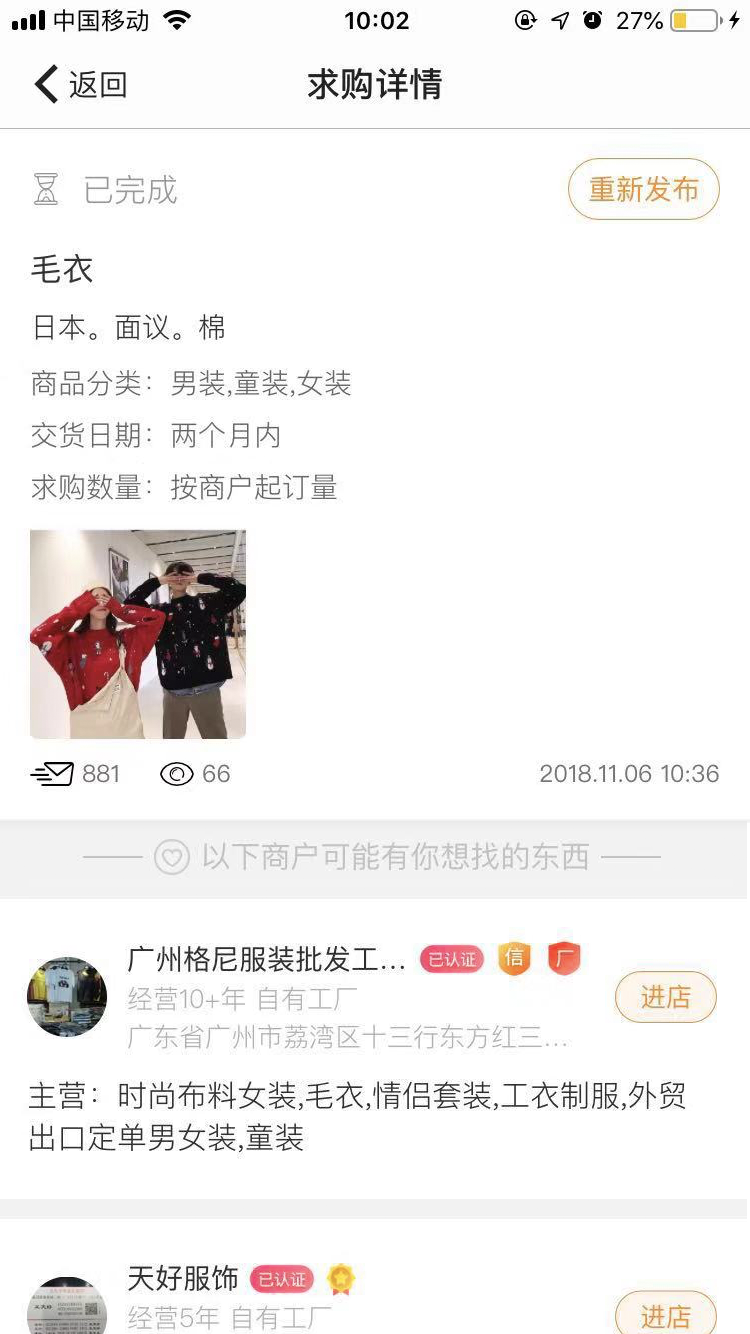 中国移动 10:02 27%
返回 求购详情
已完成 重新发布
毛衣
日本。面议。棉
商品分类：男装,童装,女装
交货日期：两个月内
求购数量：按商户起订量
881 66 2018.11.06 10:36
以下商户可能有你想找的东西
广州格尼服装批发工... 已认证 信 厂
经营10+年 自有工厂 进店
广东省广州市荔湾区十三行东方红三...
主营：时尚布料女装,毛衣,情侣套装,工衣制服,外贸
出口定单男女装,童装
天好服饰 已认证
经营5年 自有工厂 进店